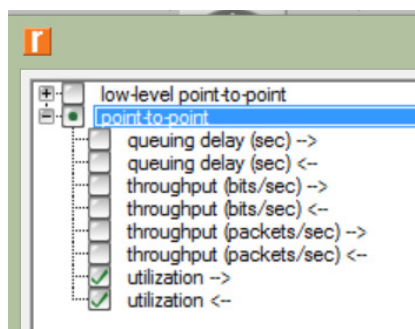 r
low-level point-to-point
point-to-point
queuing delay (sec) -->
queuing delay (sec) <--
throughput (bits/sec) -->
throughput (bits/sec) <--
throughput (packets/sec) -->
throughput (packets/sec) <--
utilization -->
utilization <--